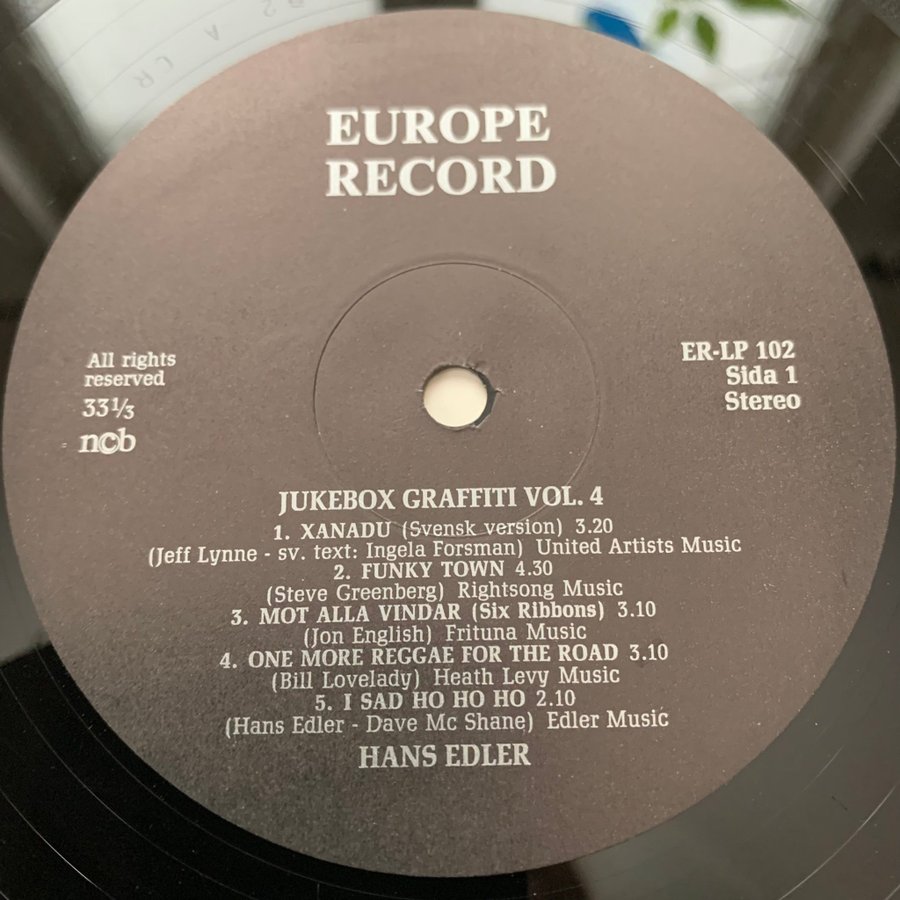 EUROPE
RECORD
All rights
reserved
33⅓
ncb
ER-LP 102
Sida 1
Stereo
JUKEBOX GRAFFITI VOL. 4
1. XANADU (Svensk version) 3.20
(Jeff Lynne - sv. text: Ingela Forsman) United Artists Music
2. FUNKY TOWN 4.30
(Steve Greenberg) Rightsong Music
3. MOT ALLA VINDAR (Six Ribbons) 3.10
(Jon English) Frituna Music
4. ONE MORE REGGAE FOR THE ROAD 3.10
(Bill Lovelady) Heath Levy Music
5. I SAD HO HO HO 2.10
(Hans Edler - Dave Mc Shane) Edler Music
HANS EDLER